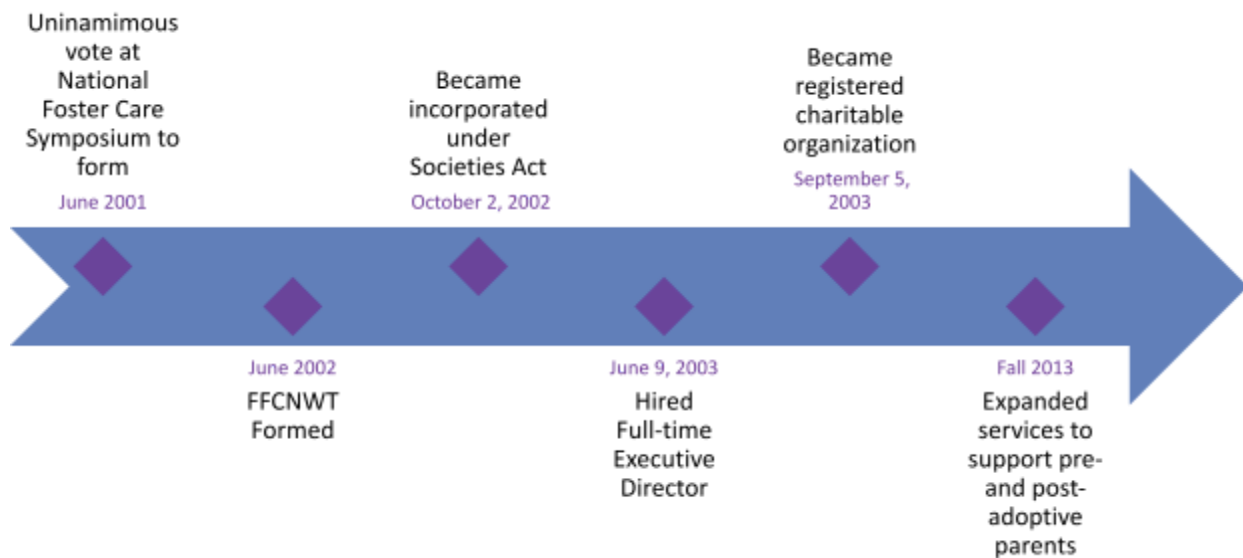 Uninamimous
vote at
National
Foster Care
Symposium to
form
June 2001
June 2002
FFCNWT
Formed
Became
incorporated
under
Societies Act
October 2, 2002
June 9, 2003
Hired
Full-time
Executive
Director
Became
registered
charitable
organization
September 5,
2003
Fall 2013
Expanded
services to
support pre-
and post-
adoptive
parents